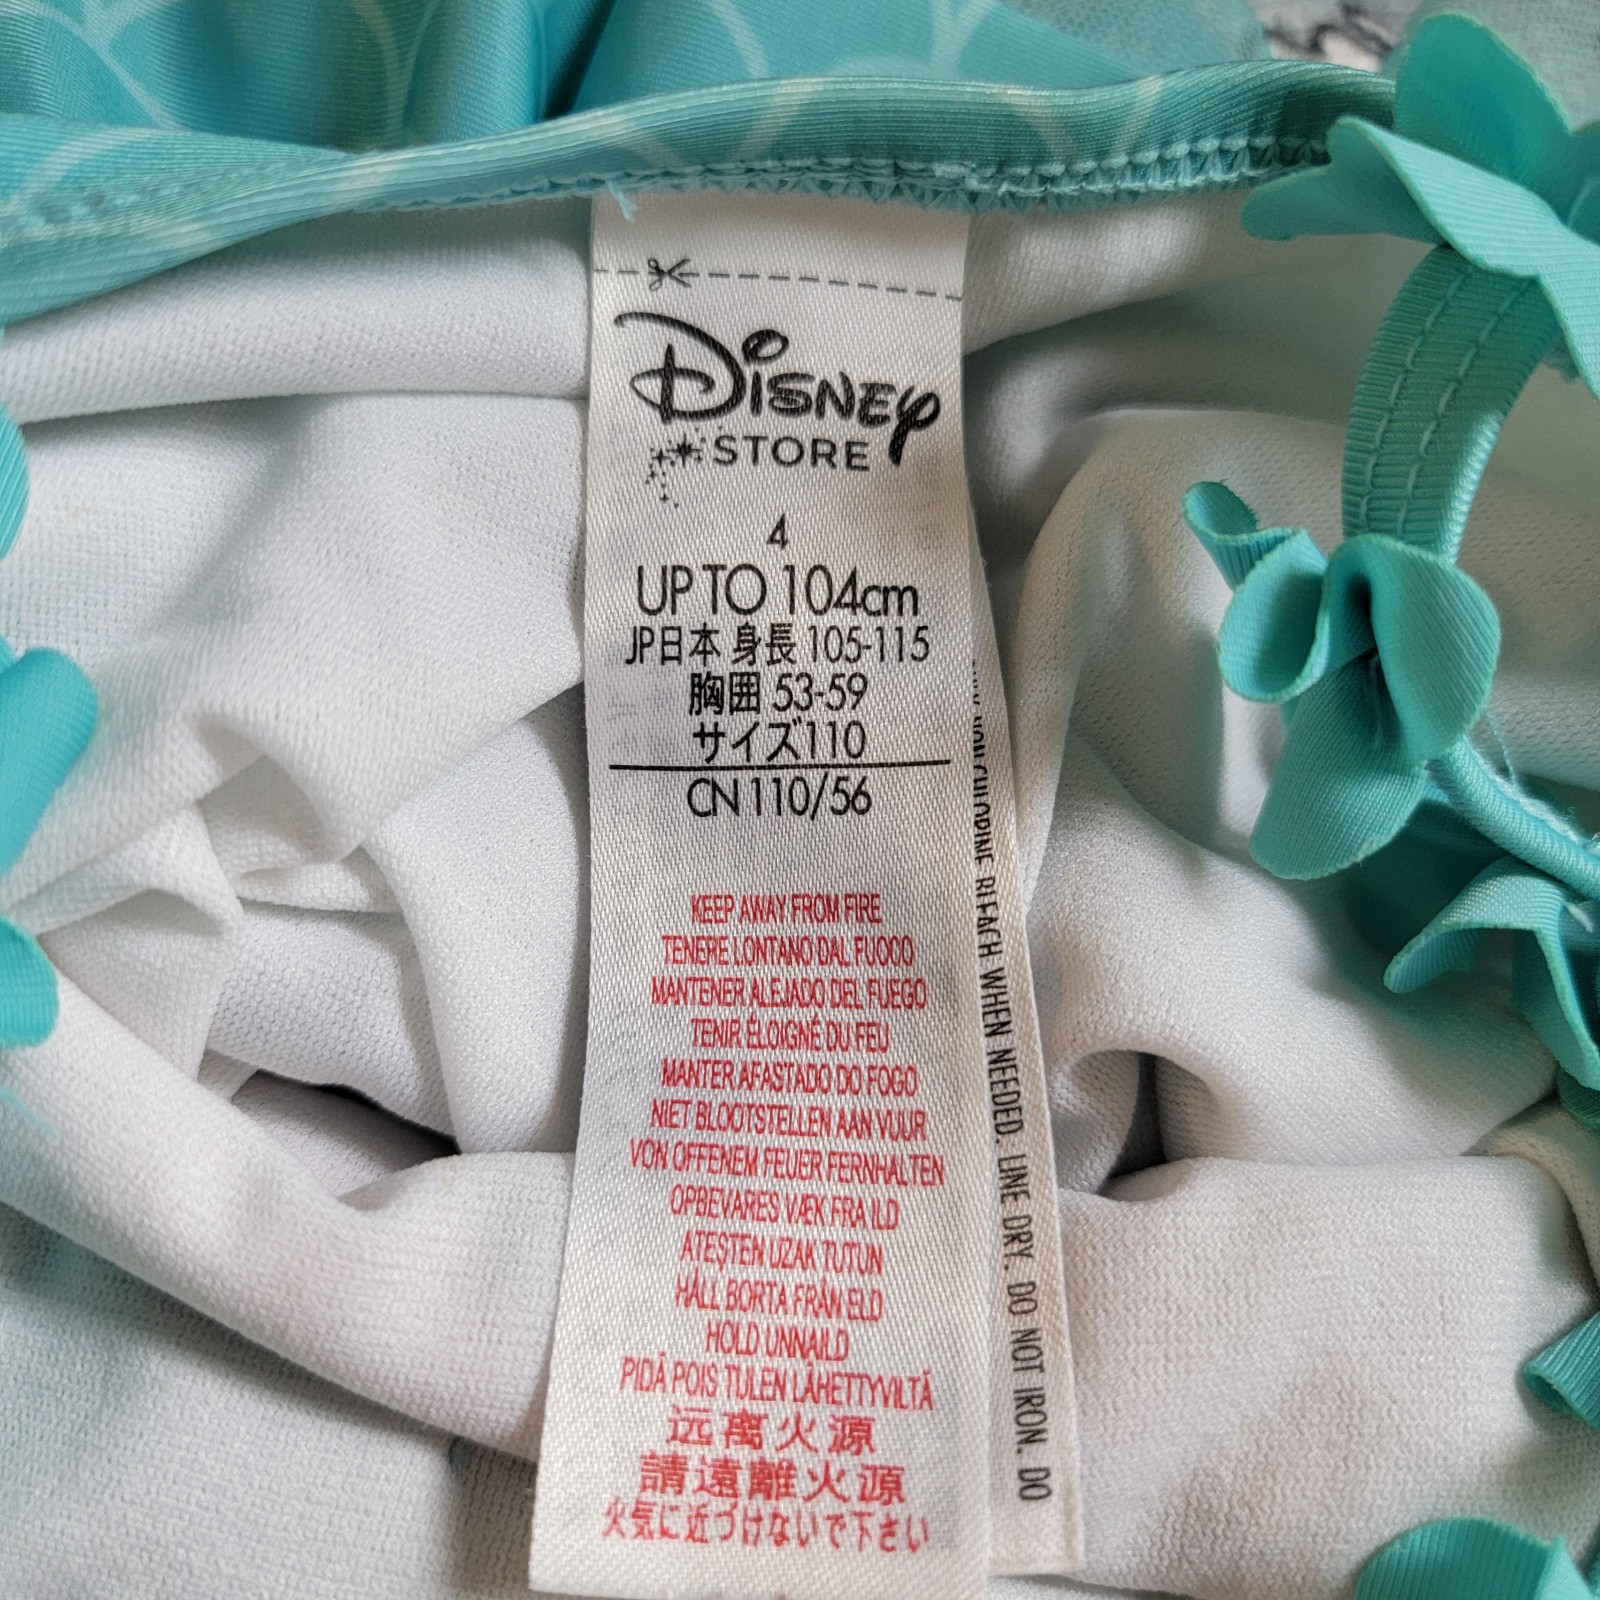 Disney
STORE
4
UP TO 104cm
JP日本 身長 105-115
胸囲 53-59
サイズ110
CN 110/56
KEEP AWAY FROM FIRE
TENERE LONTANO DAL FUOCO
MANTENER ALEJADO DEL FUEGO
TENIR ÉLOIGNÉ DU FEU
MANTER AFASTADO DO FOGO
NIET BLOOTSTELLEN AAN VUUR
VON OFFENEM FEUER FERNHALTEN
OPBEVARES VÆK FRA ILD
ATEŞTEN UZAK TUTUN
HÅLL BORTA FRÅN ELD
HOLD UNNAILD
PIDÄ POIS TULEN LÄHETTYVILTÄ
远离火源
請遠離火源
火気に近づけないで下さい
NON-CHLORINE BLEACH WHEN NEEDED. LINE DRY. DO NOT IRON. DO